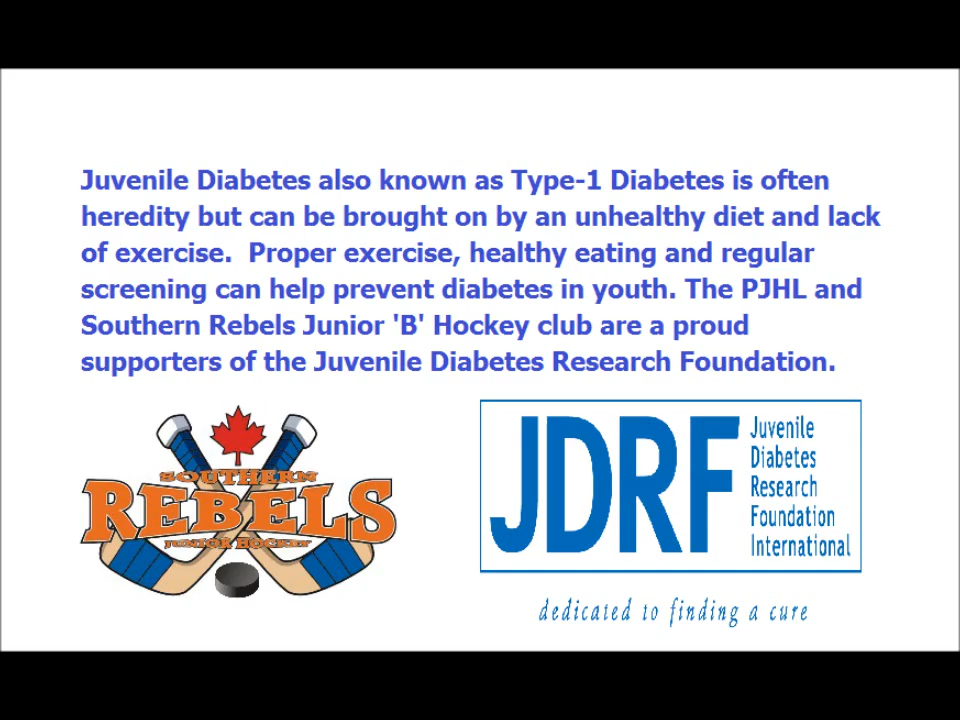 Juvenile Diabetes also known as Type-1 Diabetes is often
heredity but can be brought on by an unhealthy diet and lack
of exercise.  Proper exercise, healthy eating and regular
screening can help prevent diabetes in youth. The PJHL and
Southern Rebels Junior 'B' Hockey club are a proud
supporters of the Juvenile Diabetes Research Foundation.
SOUTHERN
REBELS
JUNIOR HOCKEY
JDRF
Juvenile
Diabetes
Research
Foundation
International
dedicated to finding a cure